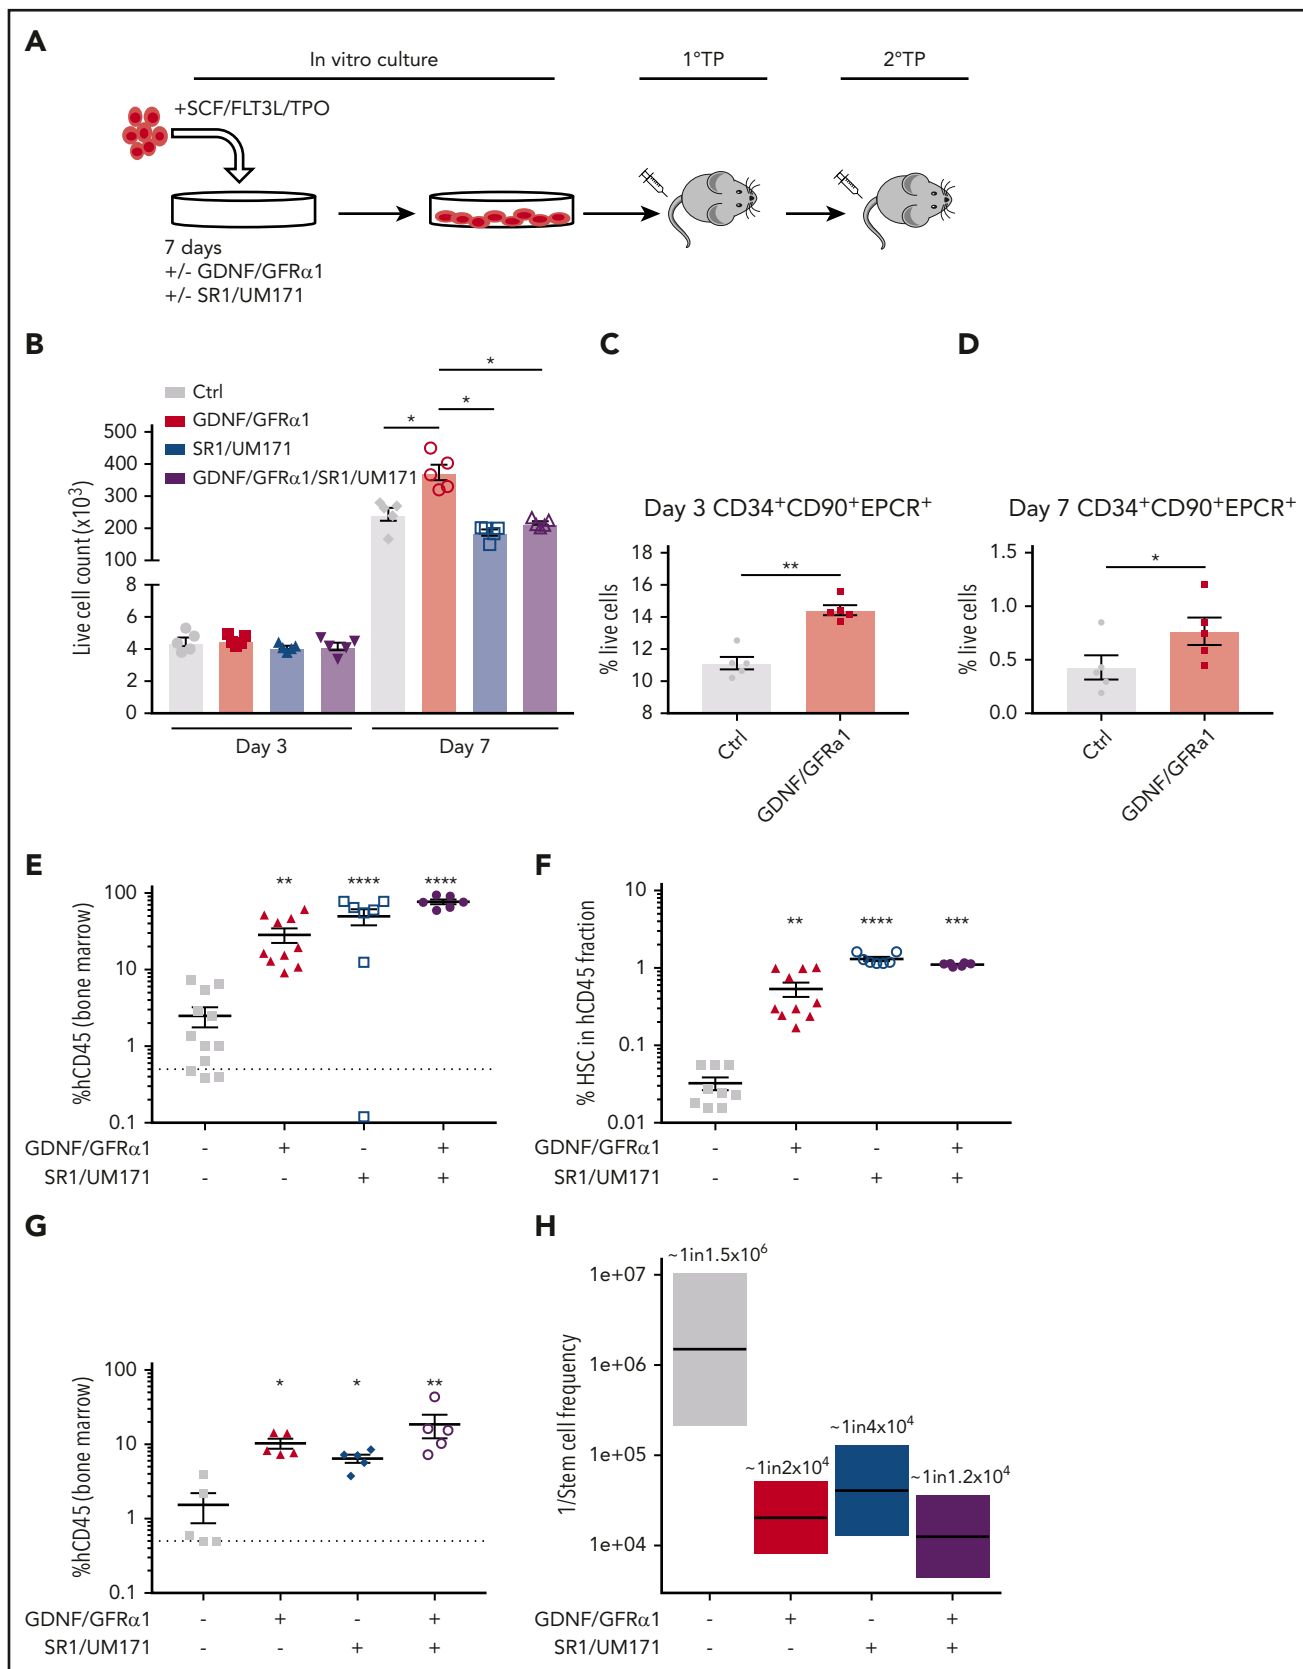 A
In vitro culture
1°TP
2°TP
+SCF/FLT3L/TPO
7 days
+/- GDNF/GFRα1
+/- SR1/UM171
B
Ctrl
GDNF/GFRα1
SR1/UM171
GDNF/GFRα1/SR1/UM171
*
*
*
Live cell count (x10³)
500
400
300
200
100
8
6
4
2
0
Day 3
Day 7
C
Day 3 CD34⁺CD90⁺EPCR⁺
**
% live cells
18
16
14
12
10
8
Ctrl
GDNF/GFRa1
D
Day 7 CD34⁺CD90⁺EPCR⁺
*
% live cells
1.5
1.0
0.5
0.0
Ctrl
GDNF/GFRa1
E
** **** ****
%hCD45 (bone marrow)
100
10
1
0.1
GDNF/GFRα1 - + - +
SR1/UM171 - - + +
F
** **** ***
% HSC in hCD45 fraction
10
1
0.1
0.01
GDNF/GFRα1 - + - +
SR1/UM171 - - + +
G
* * **
%hCD45 (bone marrow)
100
10
1
0.1
GDNF/GFRα1 - + - +
SR1/UM171 - - + +
H
~1in1.5x10⁶
~1in2x10⁴
~1in4x10⁴
~1in1.2x10⁴
1/Stem cell frequency
1e+07
1e+06
1e+05
1e+04
GDNF/GFRα1 - + - +
SR1/UM171 - - + +